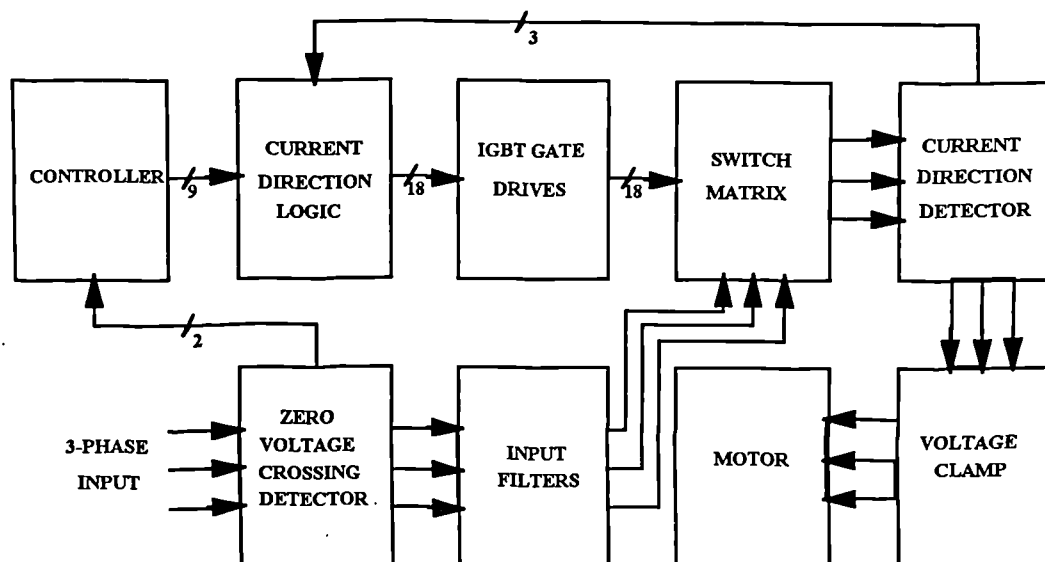 3
CONTROLLER
9
CURRENT
DIRECTION
LOGIC
18
IGBT GATE
DRIVES
18
SWITCH
MATRIX
CURRENT
DIRECTION
DETECTOR
2
3-PHASE
INPUT
ZERO
VOLTAGE
CROSSING
DETECTOR
INPUT
FILTERS
MOTOR
VOLTAGE
CLAMP